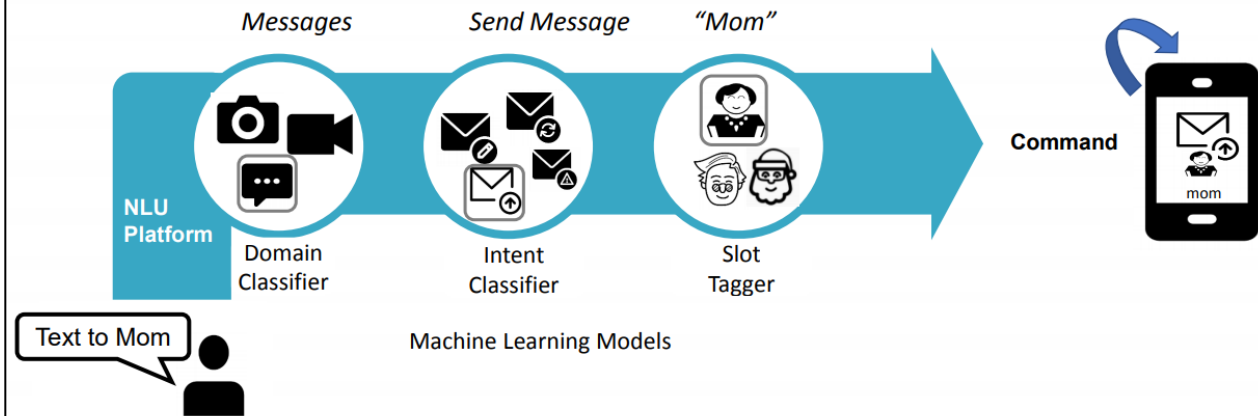 Messages
Send Message
“Mom”
Command
mom
NLU
Platform
Domain
Classifier
Intent
Classifier
Slot
Tagger
Text to Mom
Machine Learning Models